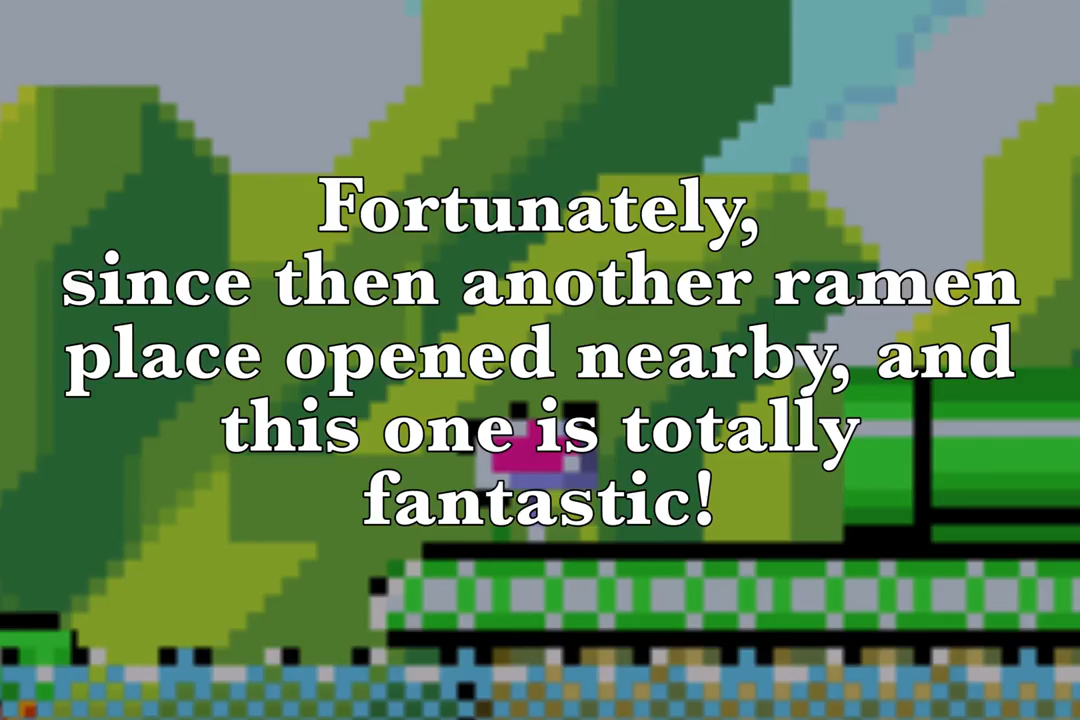 Fortunately,
since then another ramen
place opened nearby, and
this one is totally
fantastic!